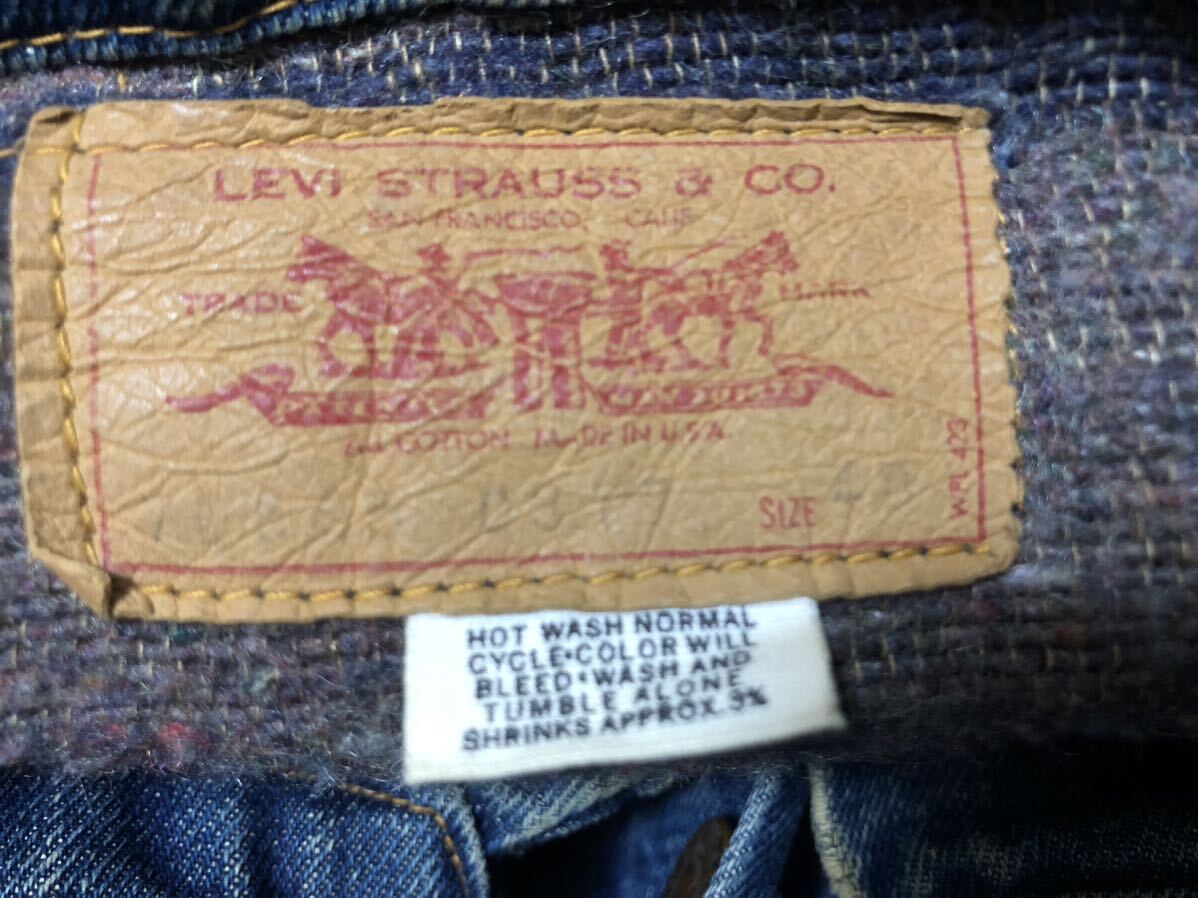 LEVI STRAUSS & CO.
SAN FRANCISCO, CALIF.
TRADE MARK
ALL COTTON MADE IN U.S.A.
SIZE
WPL 423
HOT WASH NORMAL
CYCLE•COLOR WILL
BLEED•WASH AND
TUMBLE ALONE
SHRINKS APPROX. 3%